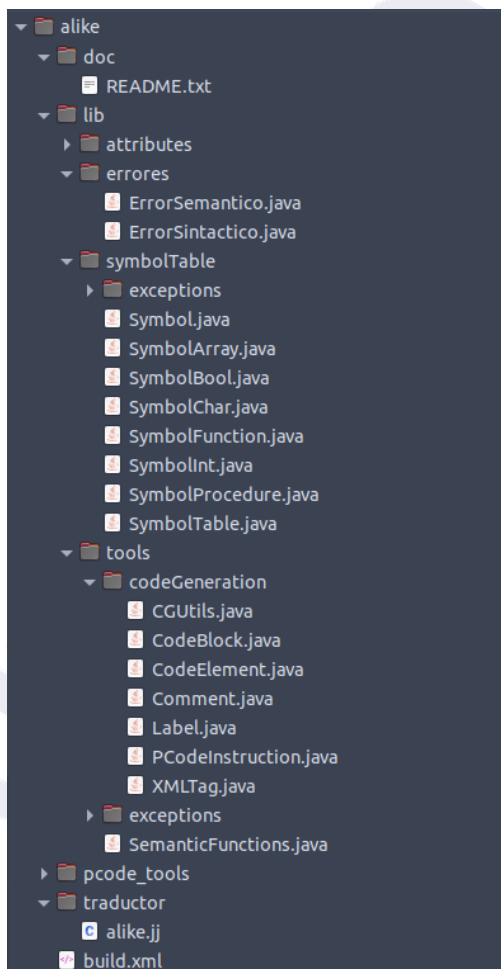 alike
doc
README.txt
lib
attributes
errores
ErrorSemantico.java
ErrorSintactico.java
symbolTable
exceptions
Symbol.java
SymbolArray.java
SymbolBool.java
SymbolChar.java
SymbolFunction.java
SymbolInt.java
SymbolProcedure.java
SymbolTable.java
tools
codeGeneration
CGUtils.java
CodeBlock.java
CodeElement.java
Comment.java
Label.java
PCodeInstruction.java
XMLTag.java
exceptions
SemanticFunctions.java
pcode_tools
traductor
alike.jj
build.xml